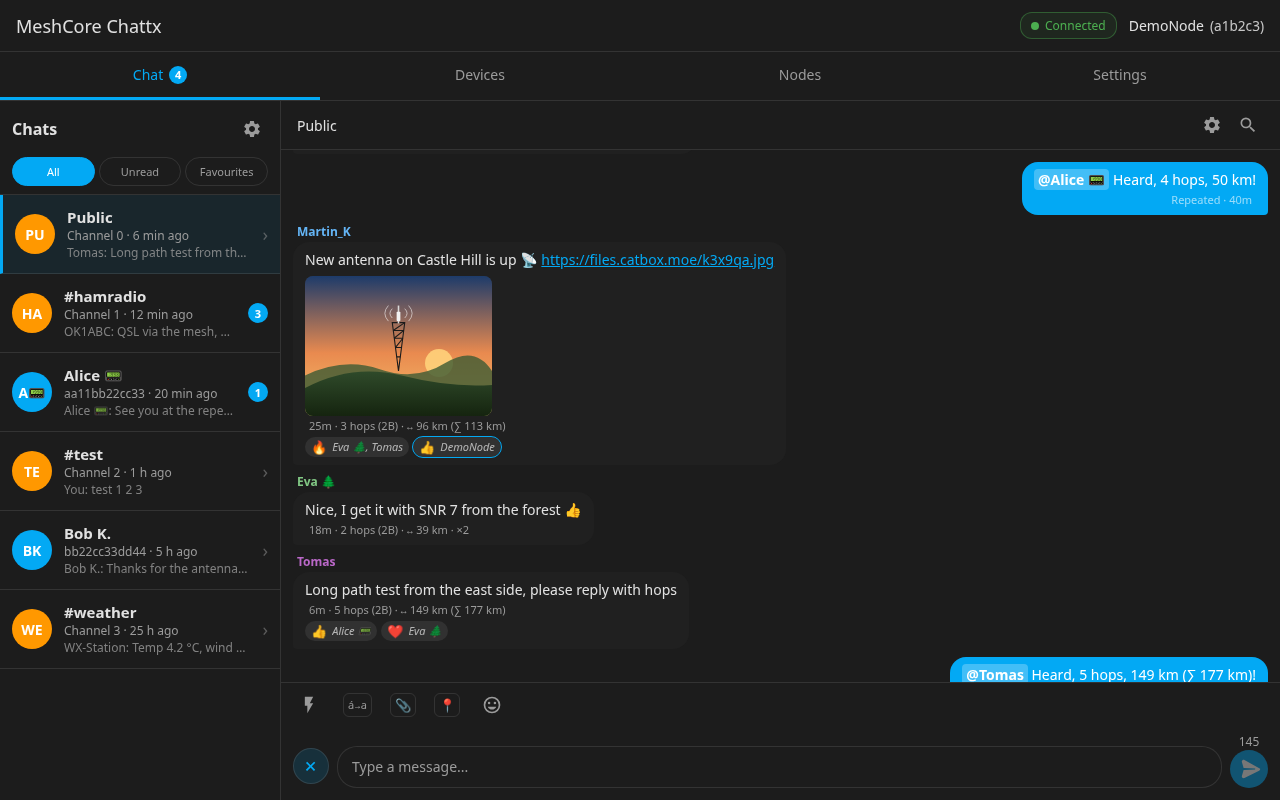 MeshCore Chattx
Connected
DemoNode (a1b2c3)
Chat 4
Devices
Nodes
Settings
Chats
All
Unread
Favourites
PU
Public
Channel 0 · 6 min ago
Tomas: Long path test from th...
HA
#hamradio
Channel 1 · 12 min ago
OK1ABC: QSL via the mesh, ...
3
A📟
Alice 📟
aa11bb22cc33 · 20 min ago
Alice 📟: See you at the repe...
1
TE
#test
Channel 2 · 1 h ago
You: test 1 2 3
BK
Bob K.
bb22cc33dd44 · 5 h ago
Bob K.: Thanks for the antenna...
WE
#weather
Channel 3 · 25 h ago
WX-Station: Temp 4.2 °C, wind ...
Public
@Alice 📟 Heard, 4 hops, 50 km!
Repeated · 40m
Martin_K
New antenna on Castle Hill is up 📡 https://files.catbox.moe/k3x9qa.jpg
25m · 3 hops (2B) · ↔ 96 km (∑ 113 km)
🔥 Eva 🌲, Tomas 👍 DemoNode
Eva 🌲
Nice, I get it with SNR 7 from the forest 👍
18m · 2 hops (2B) · ↔ 39 km · ×2
Tomas
Long path test from the east side, please reply with hops
6m · 5 hops (2B) · ↔ 149 km (∑ 177 km)
👍 Alice 📟 ❤️ Eva 🌲
@Tomas Heard, 5 hops, 149 km (∑ 177 km)!
á→a
145
Type a message...